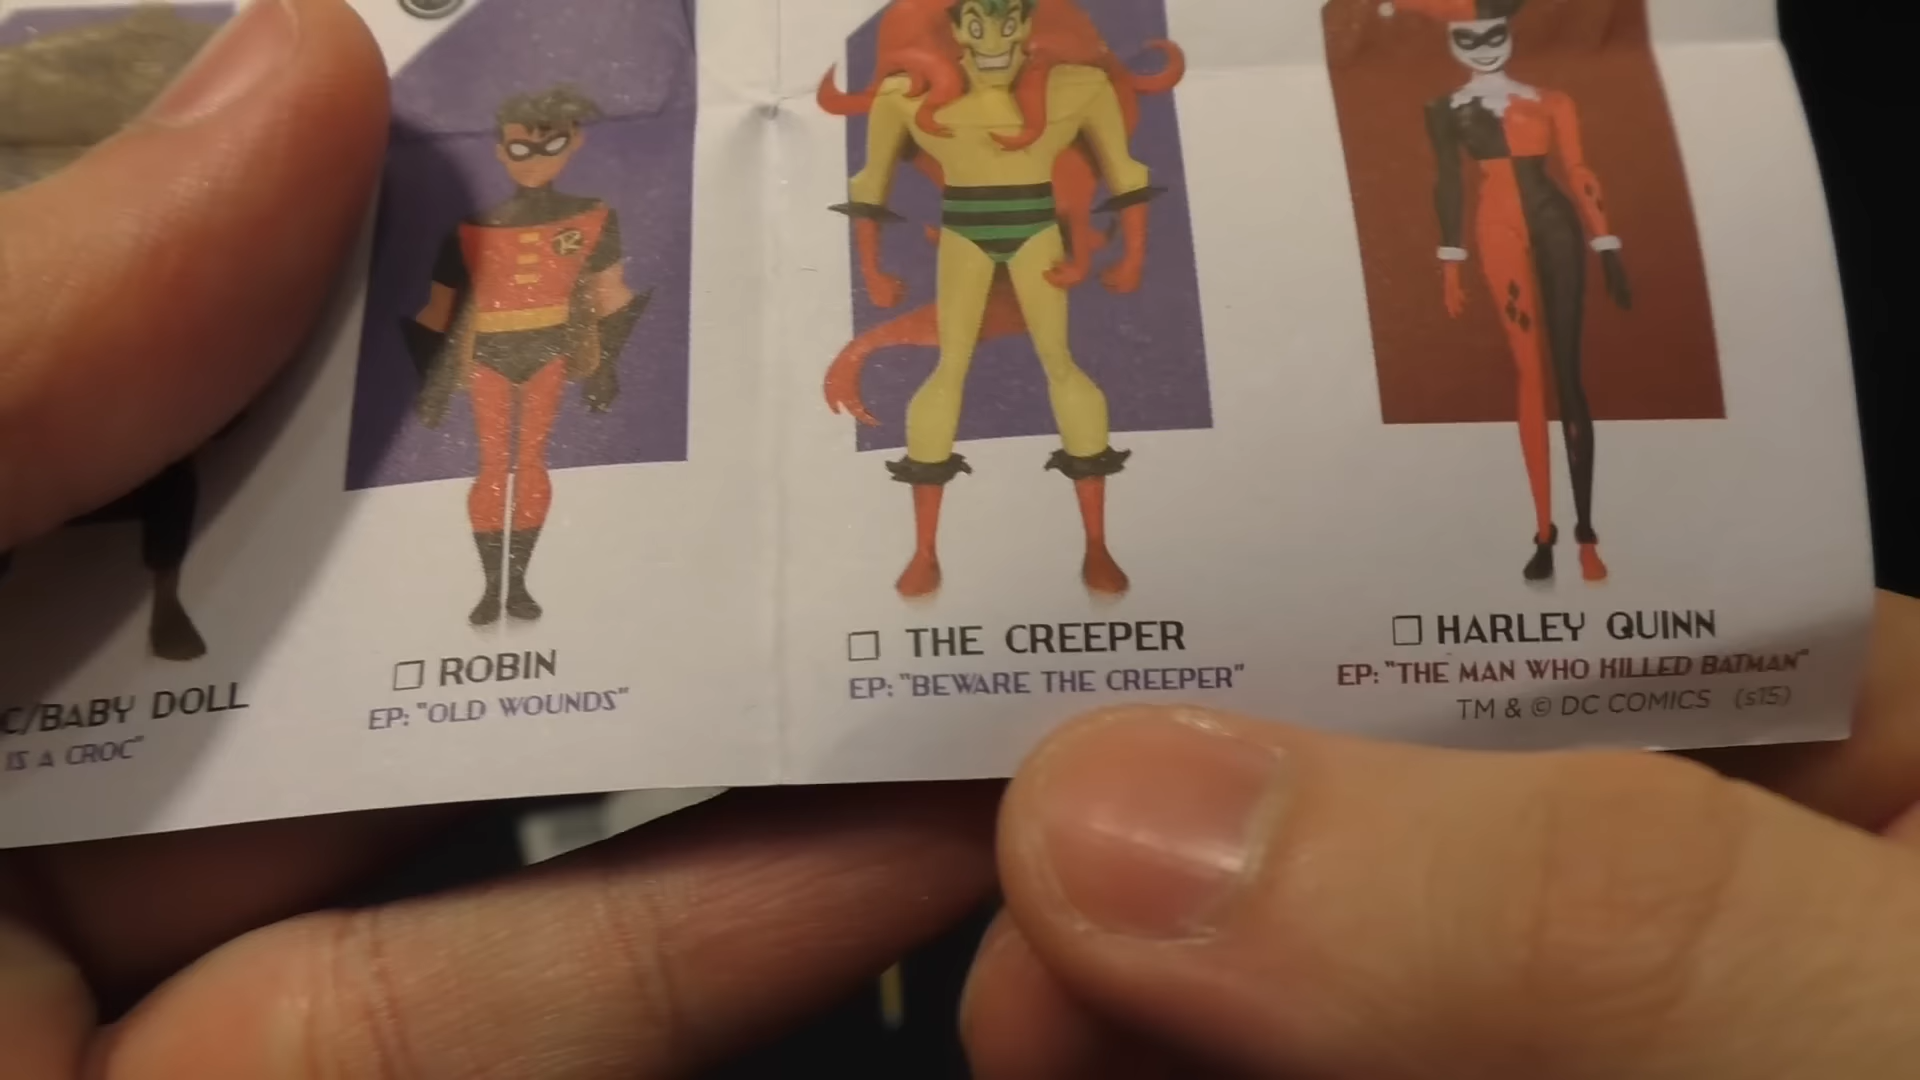 C/BABY DOLL
IS A CROC"
ROBIN
EP: "OLD WOUNDS"
THE CREEPER
EP: "BEWARE THE CREEPER"
HARLEY QUINN
EP: "THE MAN WHO KILLED BATMAN"
TM & © DC COMICS (s15)
R